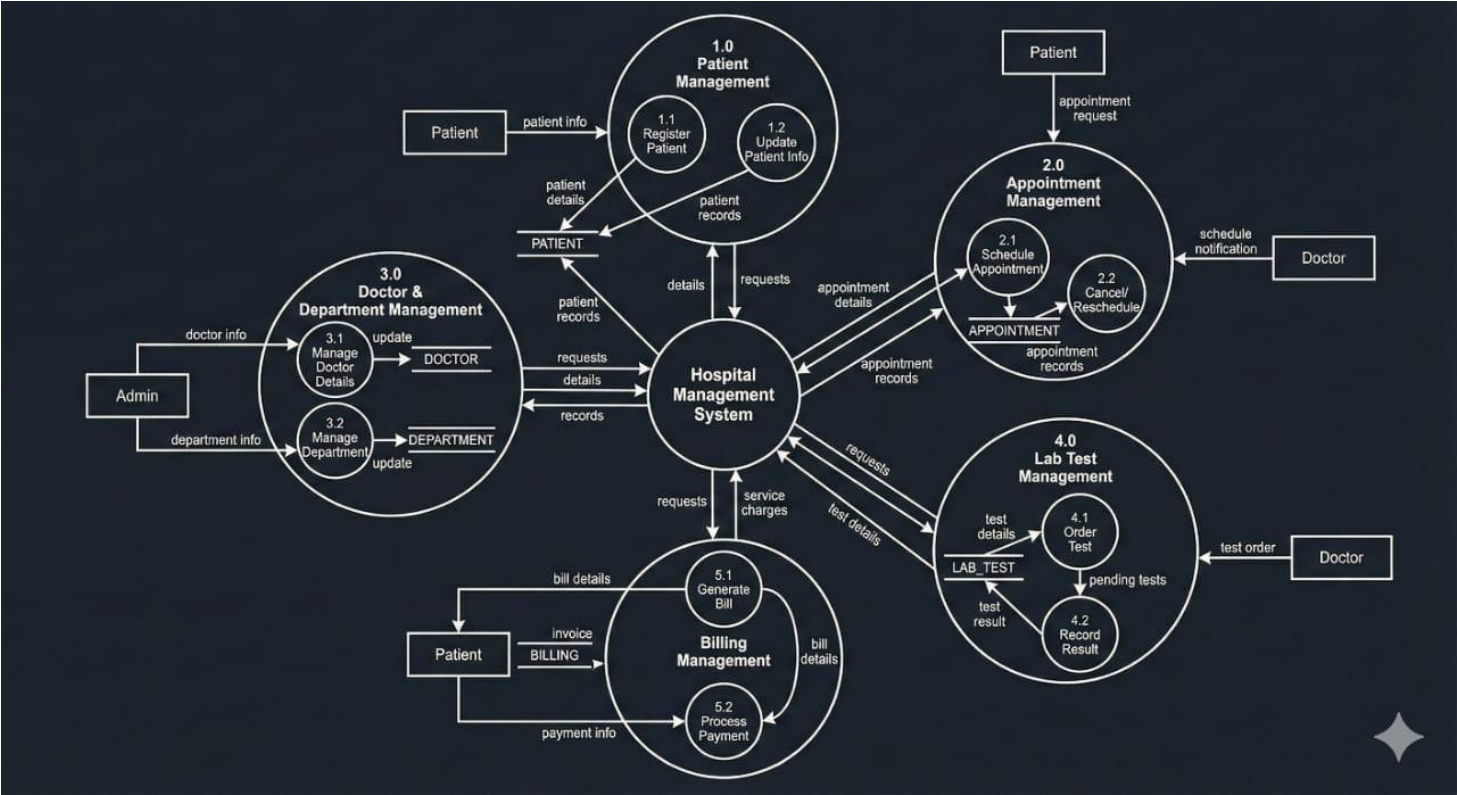 1.0
Patient
Management
1.1
Register
Patient
1.2
Update
Patient Info
Patient
patient info
patient
details
patient
records
PATIENT
patient
records
details
requests
Patient
appointment
request
2.0
Appointment
Management
2.1
Schedule
Appointment
2.2
Cancel/
Reschedule
APPOINTMENT
appointment
records
schedule
notification
Doctor
appointment
details
appointment
records
3.0
Doctor &
Department Management
doctor info
3.1
Manage
Doctor
Details
update
DOCTOR
Admin
department info
3.2
Manage
Department
DEPARTMENT
update
requests
details
records
Hospital
Management
System
requests
test details
4.0
Lab Test
Management
4.1
Order
Test
test
details
LAB_TEST
pending tests
test
result
4.2
Record
Result
test order
Doctor
requests
service
charges
bill details
5.1
Generate
Bill
Patient
invoice
BILLING
Billing
Management
bill
details
5.2
Process
Payment
payment info